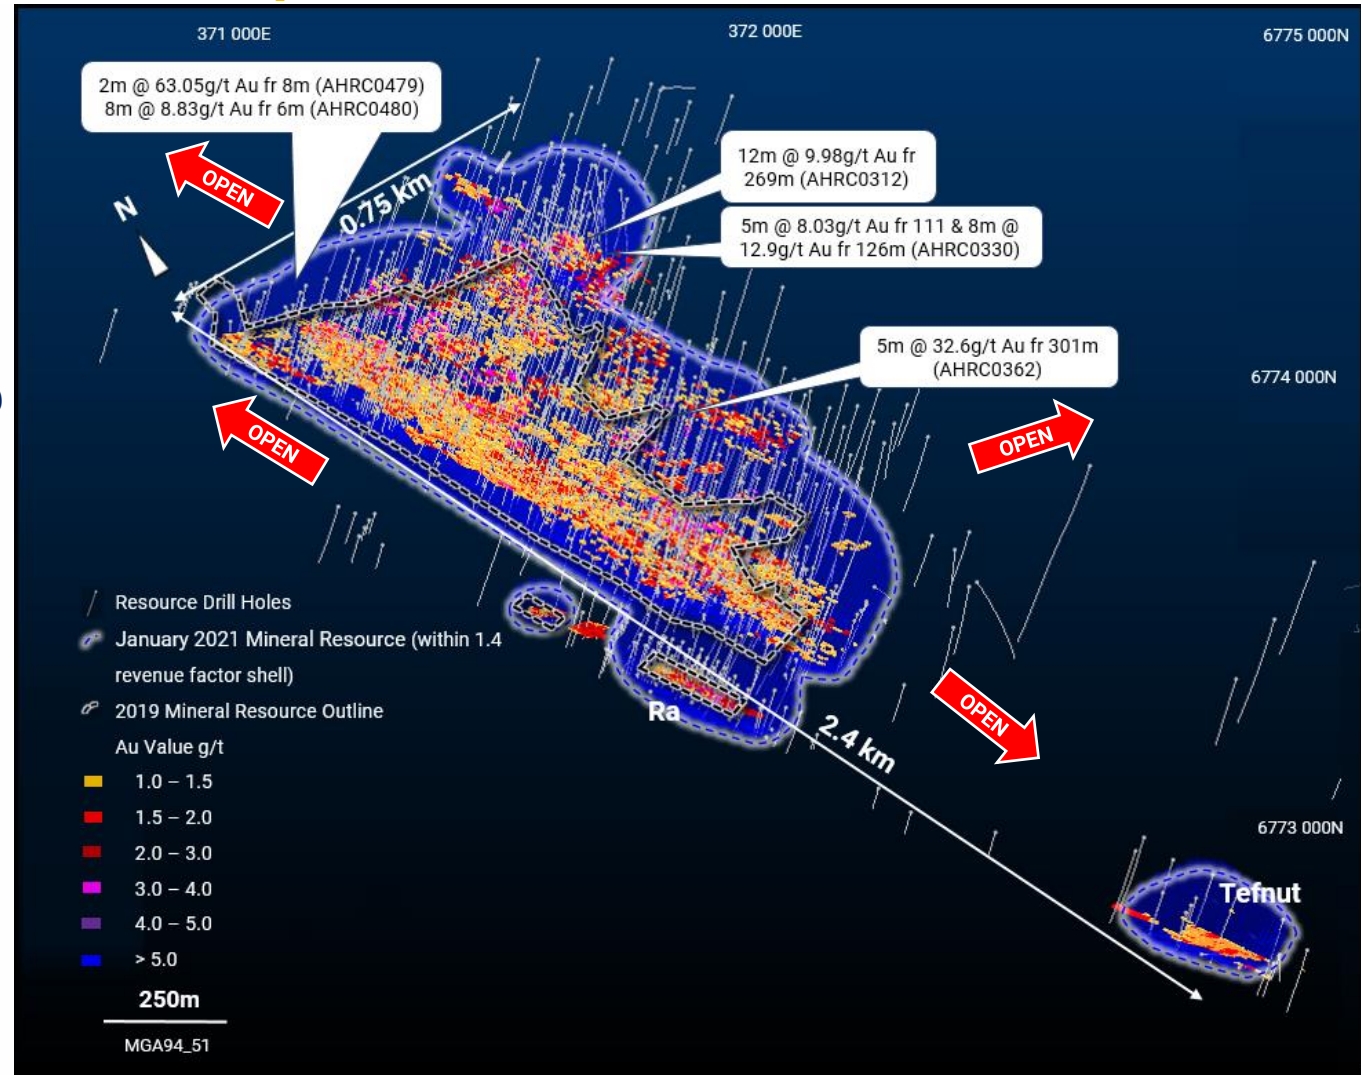 371 000E
372 000E
6775 000N
2m @ 63.05g/t Au fr 8m (AHRC0479)
8m @ 8.83g/t Au fr 6m (AHRC0480)
12m @ 9.98g/t Au fr
269m (AHRC0312)
OPEN
0.75 km
N
5m @ 8.03g/t Au fr 111 & 8m @
12.9g/t Au fr 126m (AHRC0330)
5m @ 32.6g/t Au fr 301m
(AHRC0362)
6774 000N
OPEN
OPEN
Resource Drill Holes
January 2021 Mineral Resource (within 1.4
revenue factor shell)
2019 Mineral Resource Outline
Au Value g/t
1.0 – 1.5
1.5 – 2.0
2.0 – 3.0
3.0 – 4.0
4.0 – 5.0
> 5.0
250m
MGA94_51
Ra
OPEN
2.4 km
6773 000N
Tefnut